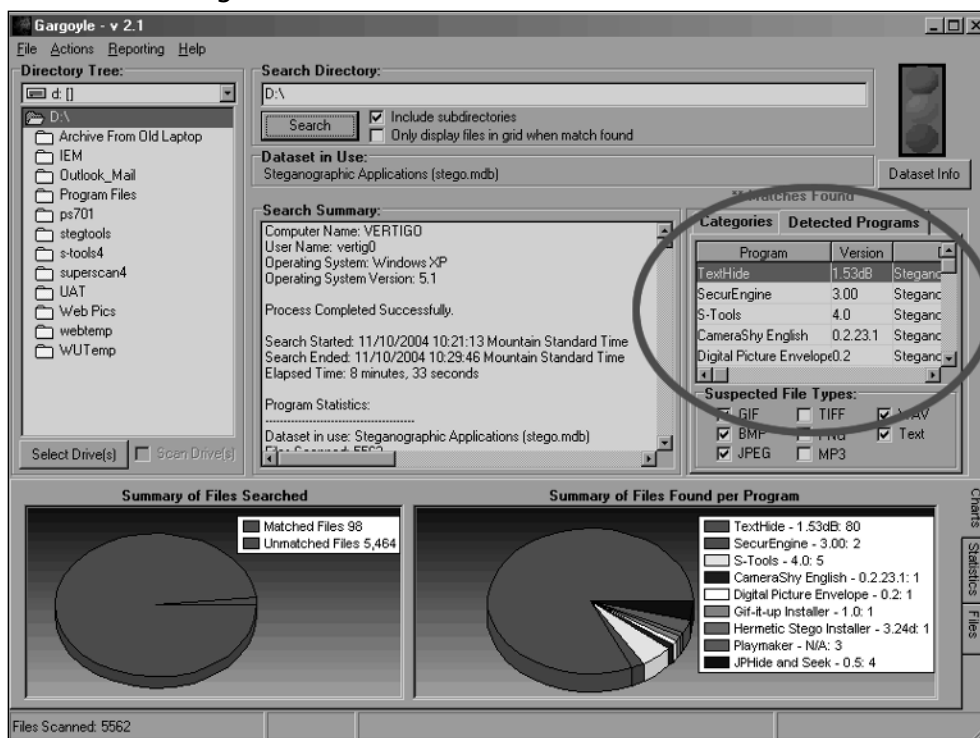 Gargoyle - v 2.1
File Actions Reporting Help
Directory Tree:
d: []
D:\
Archive From Old Laptop
IEM
Outlook_Mail
Program Files
ps701
stegtools
s-tools4
superscan4
UAT
Web Pics
webtemp
WUTemp
Select Drive(s)
Scan Drive(s)
Search Directory:
D:\
Search
Include subdirectories
Only display files in grid when match found
Dataset in Use:
Steganographic Applications (stego.mdb)
Dataset Info
Search Summary:
Computer Name: VERTIGO
User Name: vertig0
Operating System: Windows XP
Operating System Version: 5.1
Process Completed Successfully.
Search Started: 11/10/2004 10:21:13 Mountain Standard Time
Search Ended: 11/10/2004 10:29:46 Mountain Standard Time
Elapsed Time: 8 minutes, 33 seconds
Program Statistics:
Dataset in use: Steganographic Applications (stego.mdb)
Files Scanned: 5562
Matches Found
Categories Detected Programs
Program Version
TextHide 1.53dB Steganc
SecurEngine 3.00 Steganc
S-Tools 4.0 Steganc
CameraShy English 0.2.23.1 Steganc
Digital Picture Envelope 0.2 Steganc
Suspected File Types:
GIF TIFF WAV
BMP PNG Text
JPEG MP3
Summary of Files Searched
Matched Files 98
Unmatched Files 5,464
Summary of Files Found per Program
TextHide - 1.53dB: 80
SecurEngine - 3.00: 2
S-Tools - 4.0: 5
CameraShy English - 0.2.23.1: 1
Digital Picture Envelope - 0.2: 1
Gif-it-up Installer - 1.0: 1
Hermetic Stego Installer - 3.24d: 1
Playmaker - N/A: 3
JPHide and Seek - 0.5: 4
Charts
Statistics
Files
Files Scanned: 5562